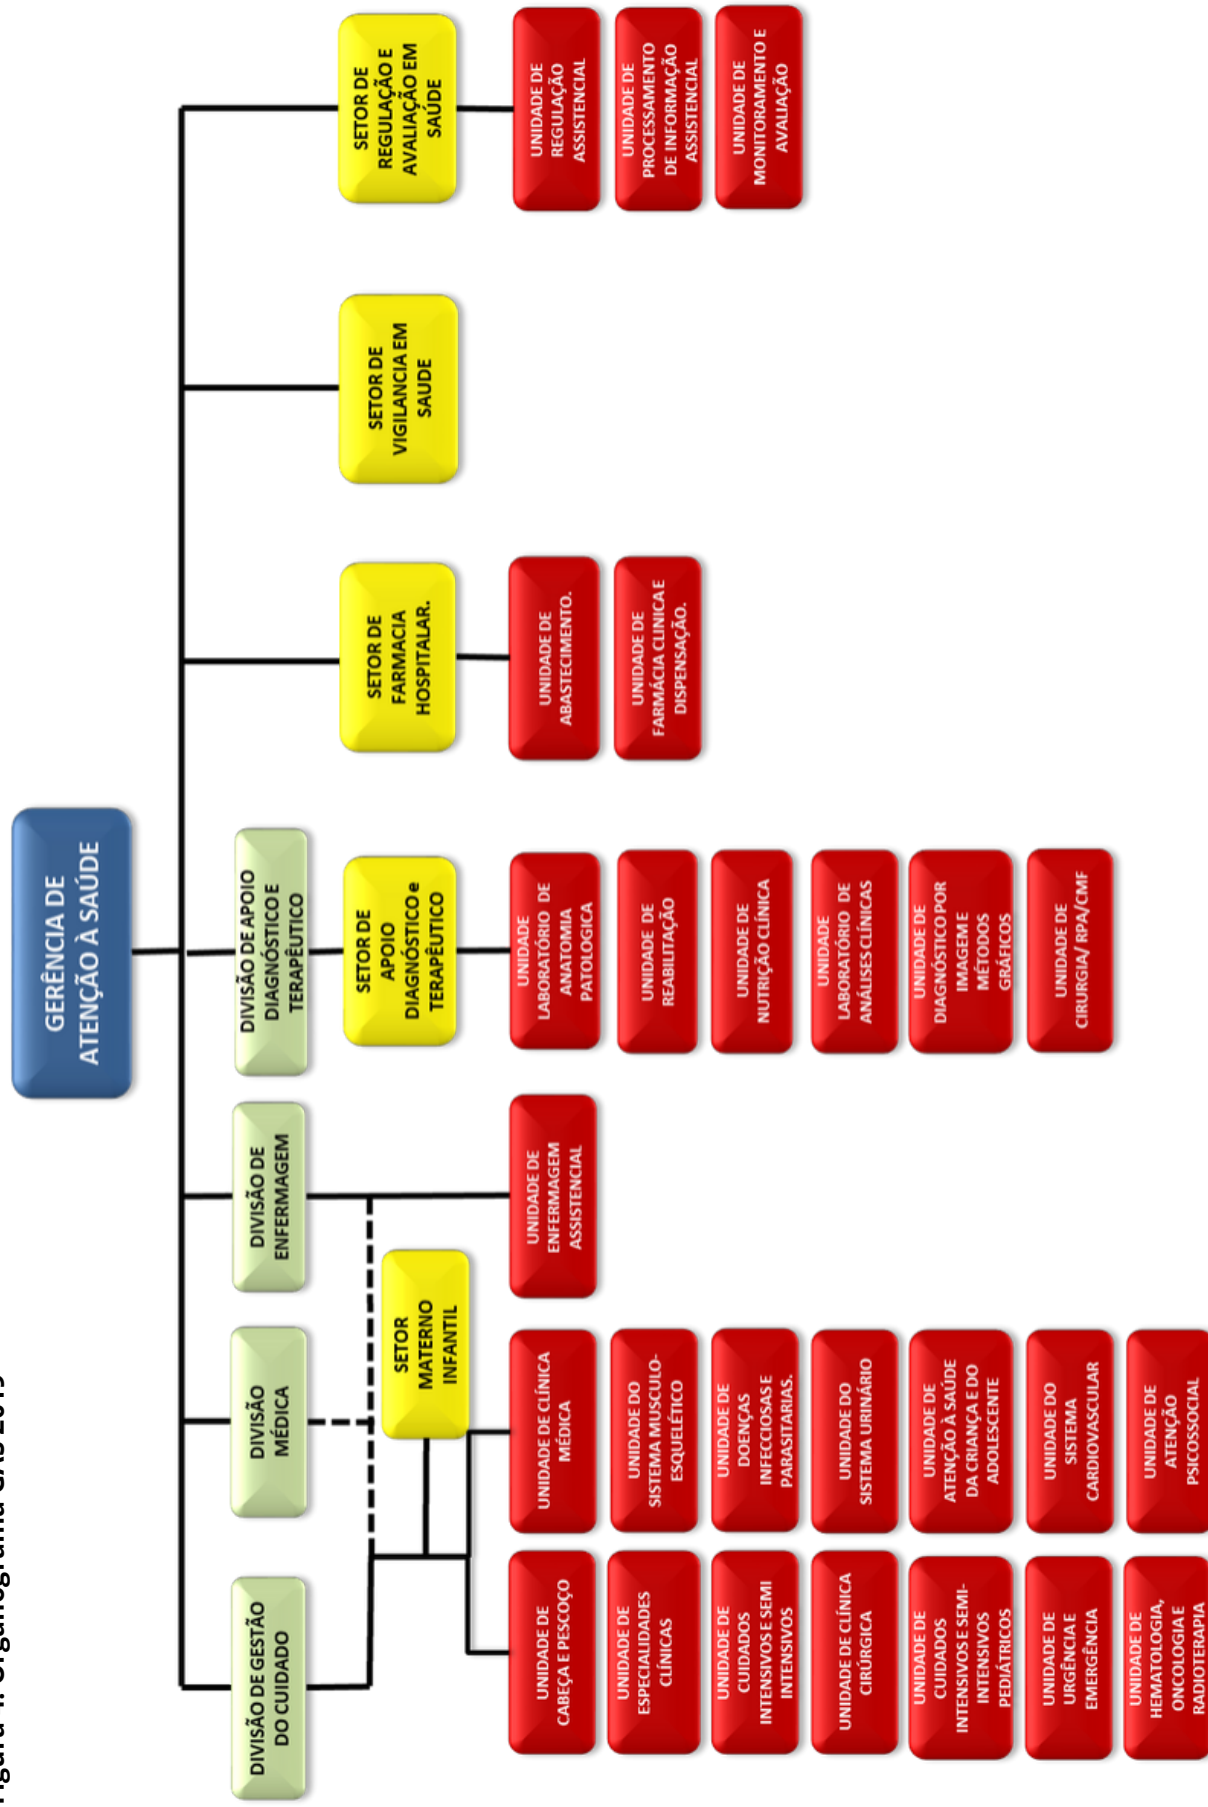 Figura 4. Organograma GAS 2019
GERÊNCIA DE
ATENÇÃO À SAÚDE
DIVISÃO DE GESTÃO
DO CUIDADO
DIVISÃO
MÉDICA
DIVISÃO DE
ENFERMAGEM
DIVISÃO DE APOIO
DIAGNÓSTICO E
TERAPÊUTICO
SETOR
MATERNO
INFANTIL
SETOR DE
APOIO
DIAGNÓSTICO e
TERAPÊUTICO
SETOR DE
FARMACIA
HOSPITALAR.
SETOR DE
VIGILANCIA EM
SAUDE
SETOR DE
REGULAÇÃO E
AVALIAÇÃO EM
SAÚDE
UNIDADE DE
CABEÇA E PESCOÇO
UNIDADE DE
ESPECIALIDADES
CLÍNICAS
UNIDADE DE
CUIDADOS
INTENSIVOS E SEMI
INTENSIVOS
UNIDADE DE CLÍNICA
CIRÚRGICA
UNIDADE DE
CUIDADOS
INTENSIVOS E SEMI-
INTENSIVOS
PEDIÁTRICOS
UNIDADE DE
URGÊNCIA E
EMERGÊNCIA
UNIDADE DE
HEMATOLOGIA,
ONCOLOGIA E
RADIOTERAPIA
UNIDADE DE CLÍNICA
MÉDICA
UNIDADE DO
SISTEMA MUSCULO-
ESQUELÉTICO
UNIDADE DE
DOENÇAS
INFECCIOSAS E
PARASITARIAS.
UNIDADE DO
SISTEMA URINÁRIO
UNIDADE DE
ATENÇÃO À SAÚDE
DA CRIANÇA E DO
ADOLESCENTE
UNIDADE DO
SISTEMA
CARDIOVASCULAR
UNIDADE DE
ATENÇÃO
PSICOSSOCIAL
UNIDADE DE
ENFERMAGEM
ASSISTENCIAL
UNIDADE
LABORATÓRIO DE
ANATOMIA
PATOLOGICA
UNIDADE DE
REABILITAÇÃO
UNIDADE DE
NUTRIÇÃO CLÍNICA
UNIDADE
LABORATÓRIO DE
ANÁLISES CLÍNICAS
UNIDADE DE
DIAGNÓSTICO POR
IMAGEM E
MÉTODOS
GRÁFICOS
UNIDADE DE
CIRURGIA/ RPA/CMF
UNIDADE DE
ABASTECIMENTO.
UNIDADE DE
FARMÁCIA CLINICA E
DISPENSAÇÃO.
UNIDADE DE
REGULAÇÃO
ASSISTENCIAL
UNIDADE DE
PROCESSAMENTO
DE INFORMAÇÃO
ASSISTENCIAL
UNIDADE DE
MONITORAMENTO E
AVALIAÇÃO